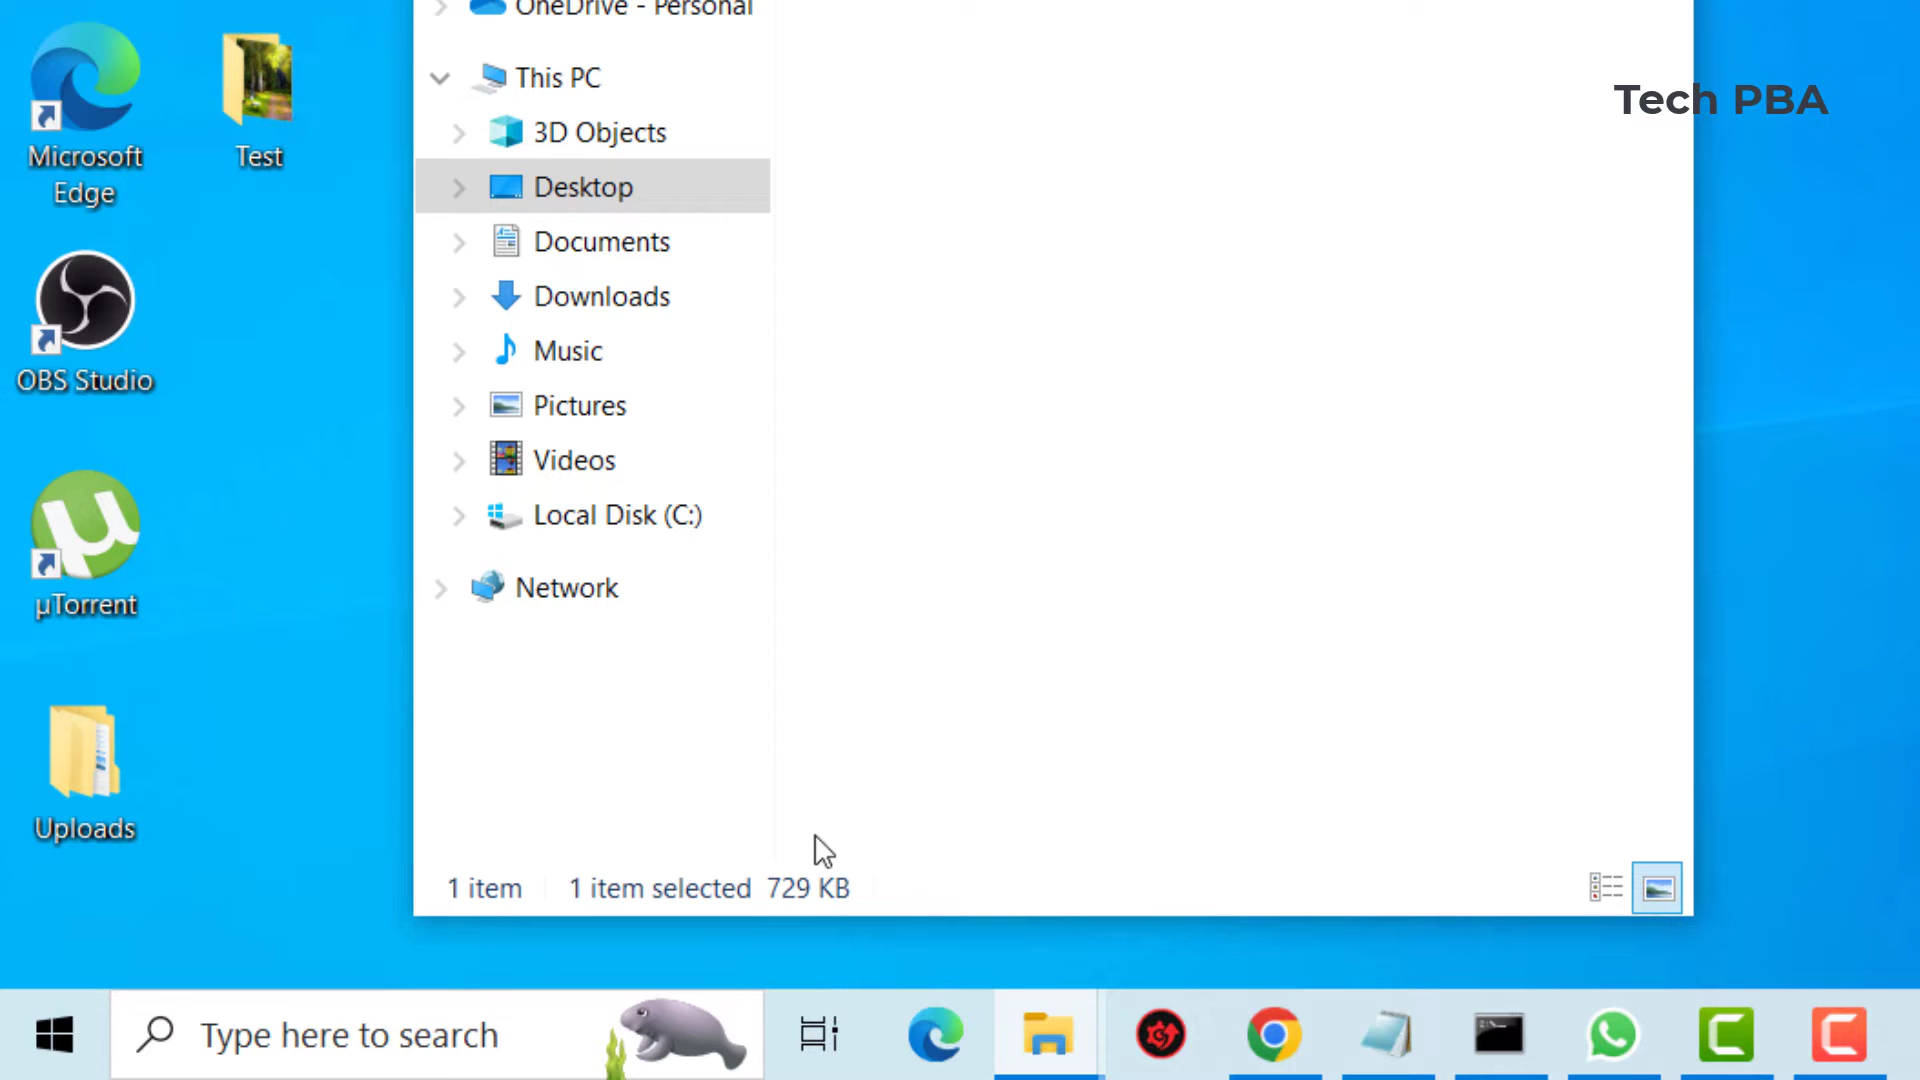 OneDrive - Personal
This PC
Tech PBA
3D Objects
Microsoft
Edge
Test
Desktop
Documents
Downloads
Music
OBS Studio
Pictures
Videos
Local Disk (C:)
Network
µTorrent
Uploads
1 item
1 item selected 729 KB
Type here to search